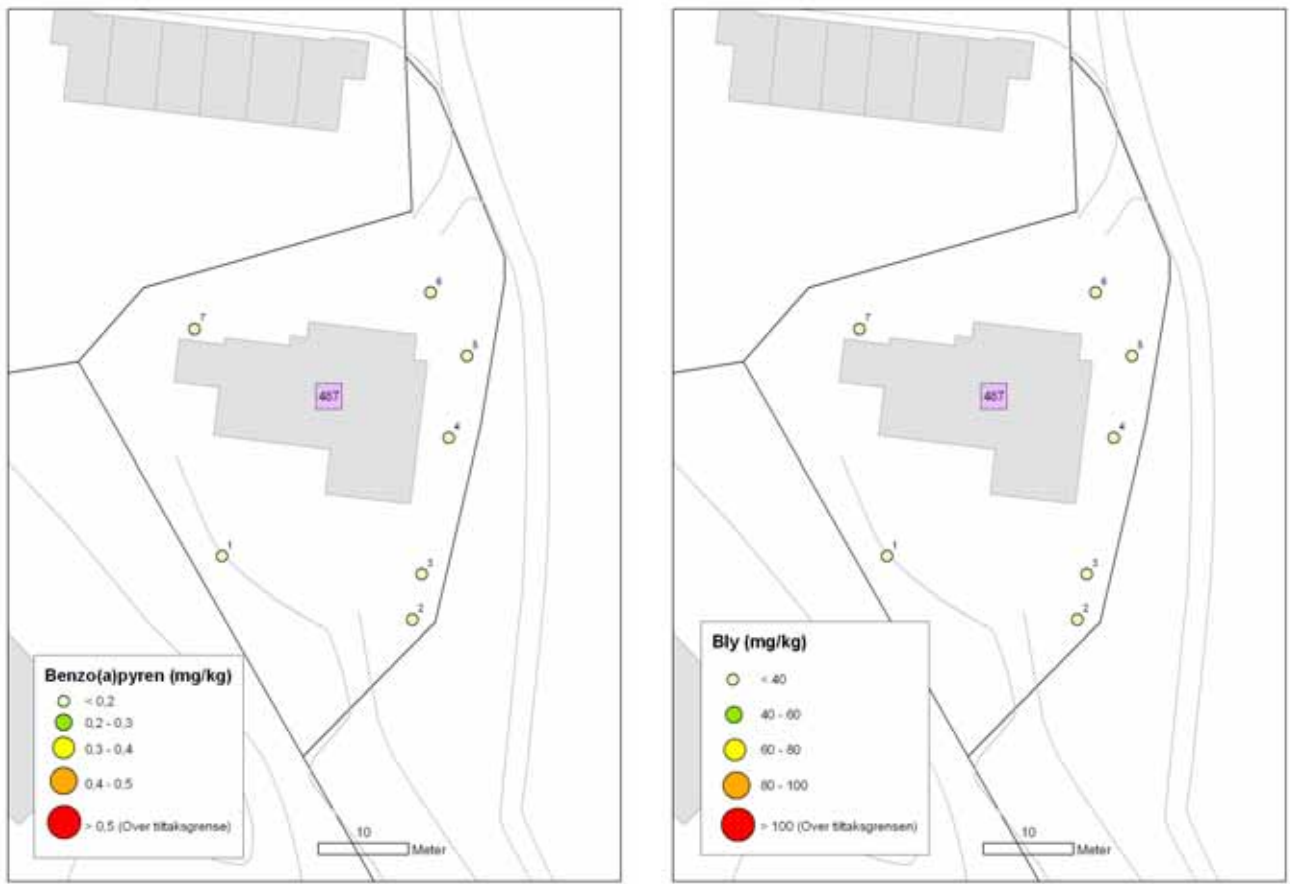 7
6
5
467
4
1
3
2
Benzo(a)pyren (mg/kg)
< 0,2
0,2 - 0,3
0,3 - 0,4
0,4 - 0,5
> 0,5 (Over tiltaksgrense)
10
Meter
7
6
5
467
4
1
3
2
Bly (mg/kg)
< 40
40 - 60
60 - 80
80 - 100
> 100 (Over tiltaksgrensen)
10
Meter